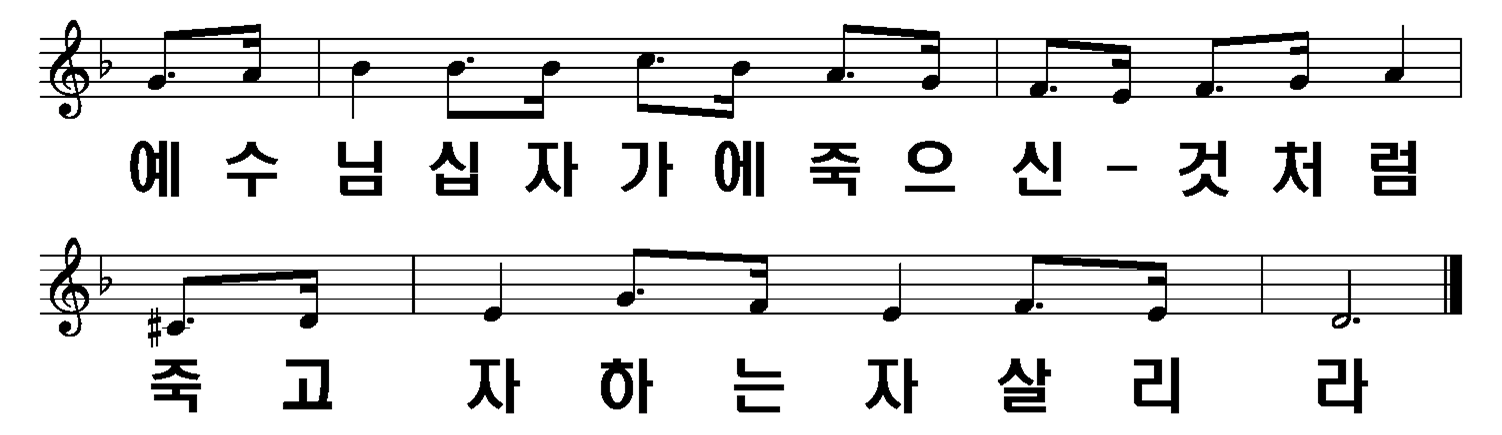 예 수 님 십 자 가 에 죽 으 신 - 것 처 럼
죽 고 자 하 는 자 살 리 라